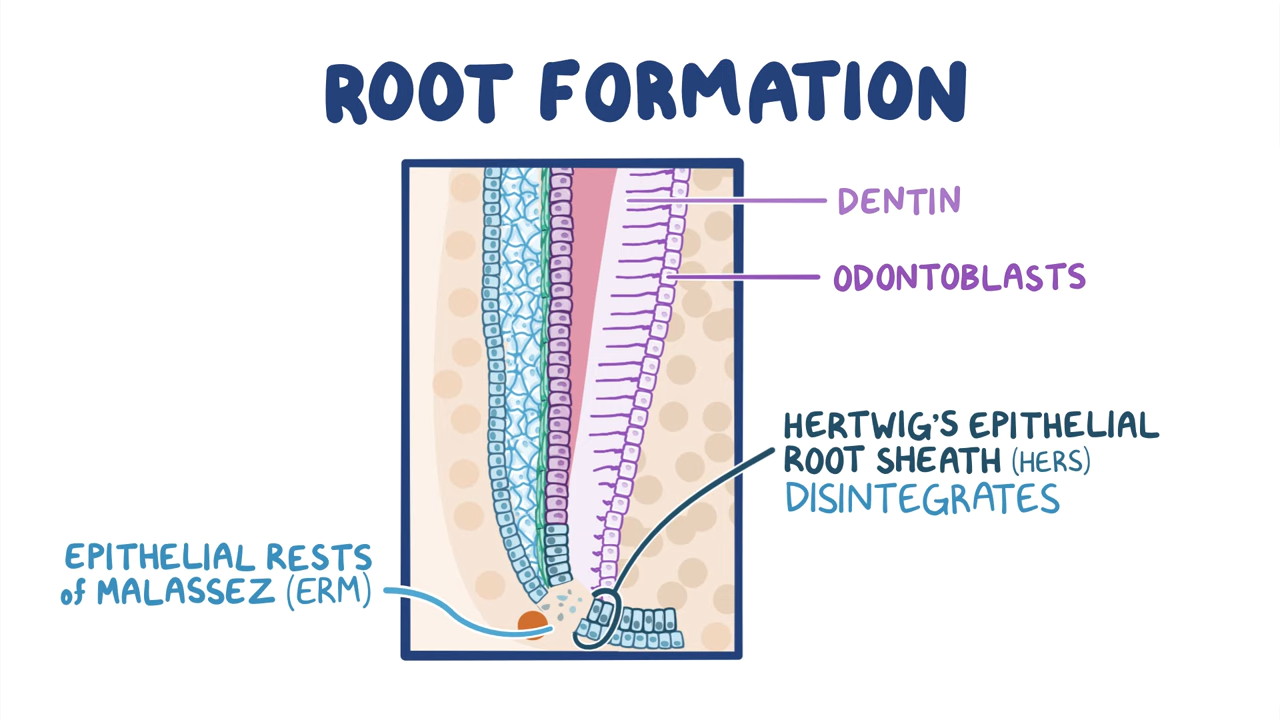 ROOT FORMATION
DENTIN
ODONTOBLASTS
HERTWIG'S EPITHELIAL
ROOT SHEATH (HERS)
DISINTEGRATES
EPITHELIAL RESTS
of MALASSEZ (ERM)